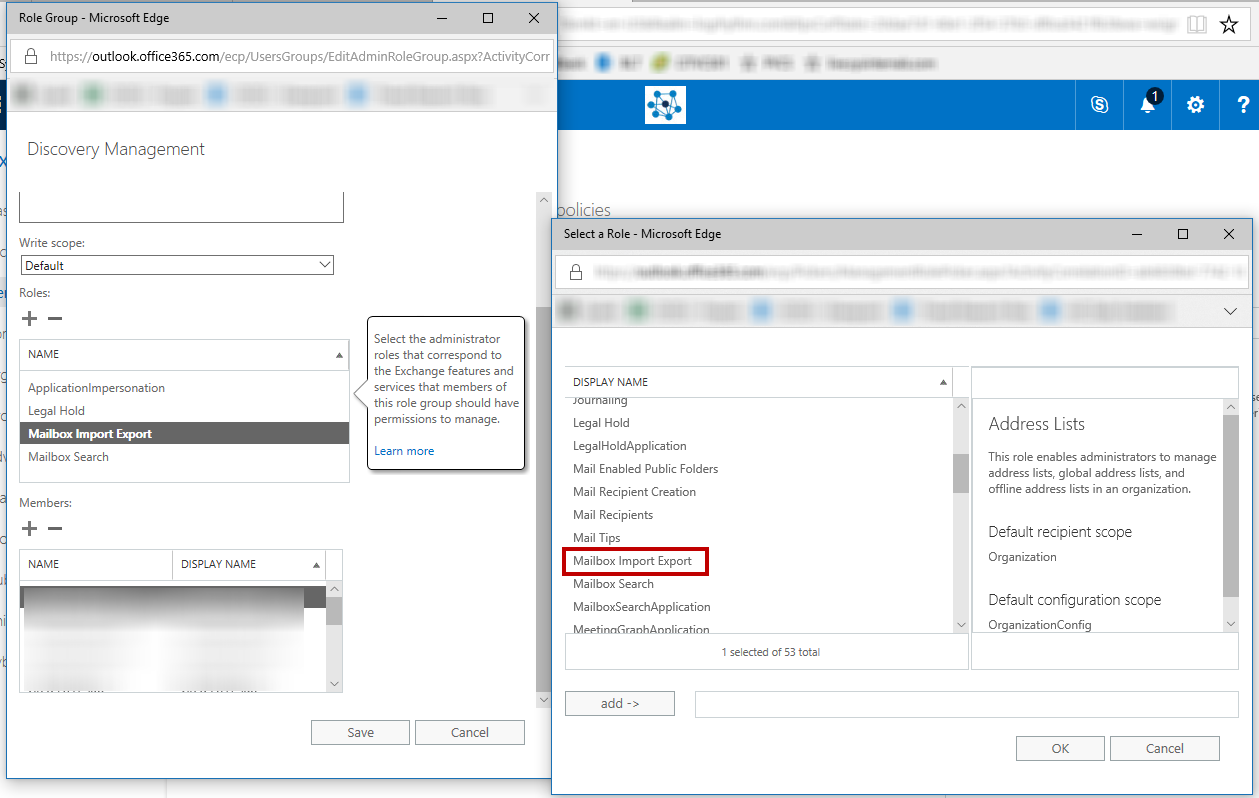 Role Group - Microsoft Edge
https://outlook.office365.com/ecp/UsersGroups/EditAdminRoleGroup.aspx?ActivityCorr
1
?
Discovery Management
policies
Write scope:
Default
Roles:
NAME
ApplicationImpersonation
Legal Hold
Mailbox Import Export
Mailbox Search
Select the administrator
roles that correspond to
the Exchange features and
services that members of
this role group should have
permissions to manage.
Learn more
Members:
NAME
DISPLAY NAME
Save
Cancel
Select a Role - Microsoft Edge
DISPLAY NAME
Journaling
Legal Hold
LegalHoldApplication
Mail Enabled Public Folders
Mail Recipient Creation
Mail Recipients
Mail Tips
Mailbox Import Export
Mailbox Search
MailboxSearchApplication
MeetingGraphApplication
1 selected of 53 total
Address Lists
This role enables administrators to manage
address lists, global address lists, and
offline address lists in an organization.
Default recipient scope
Organization
Default configuration scope
OrganizationConfig
add ->
OK
Cancel